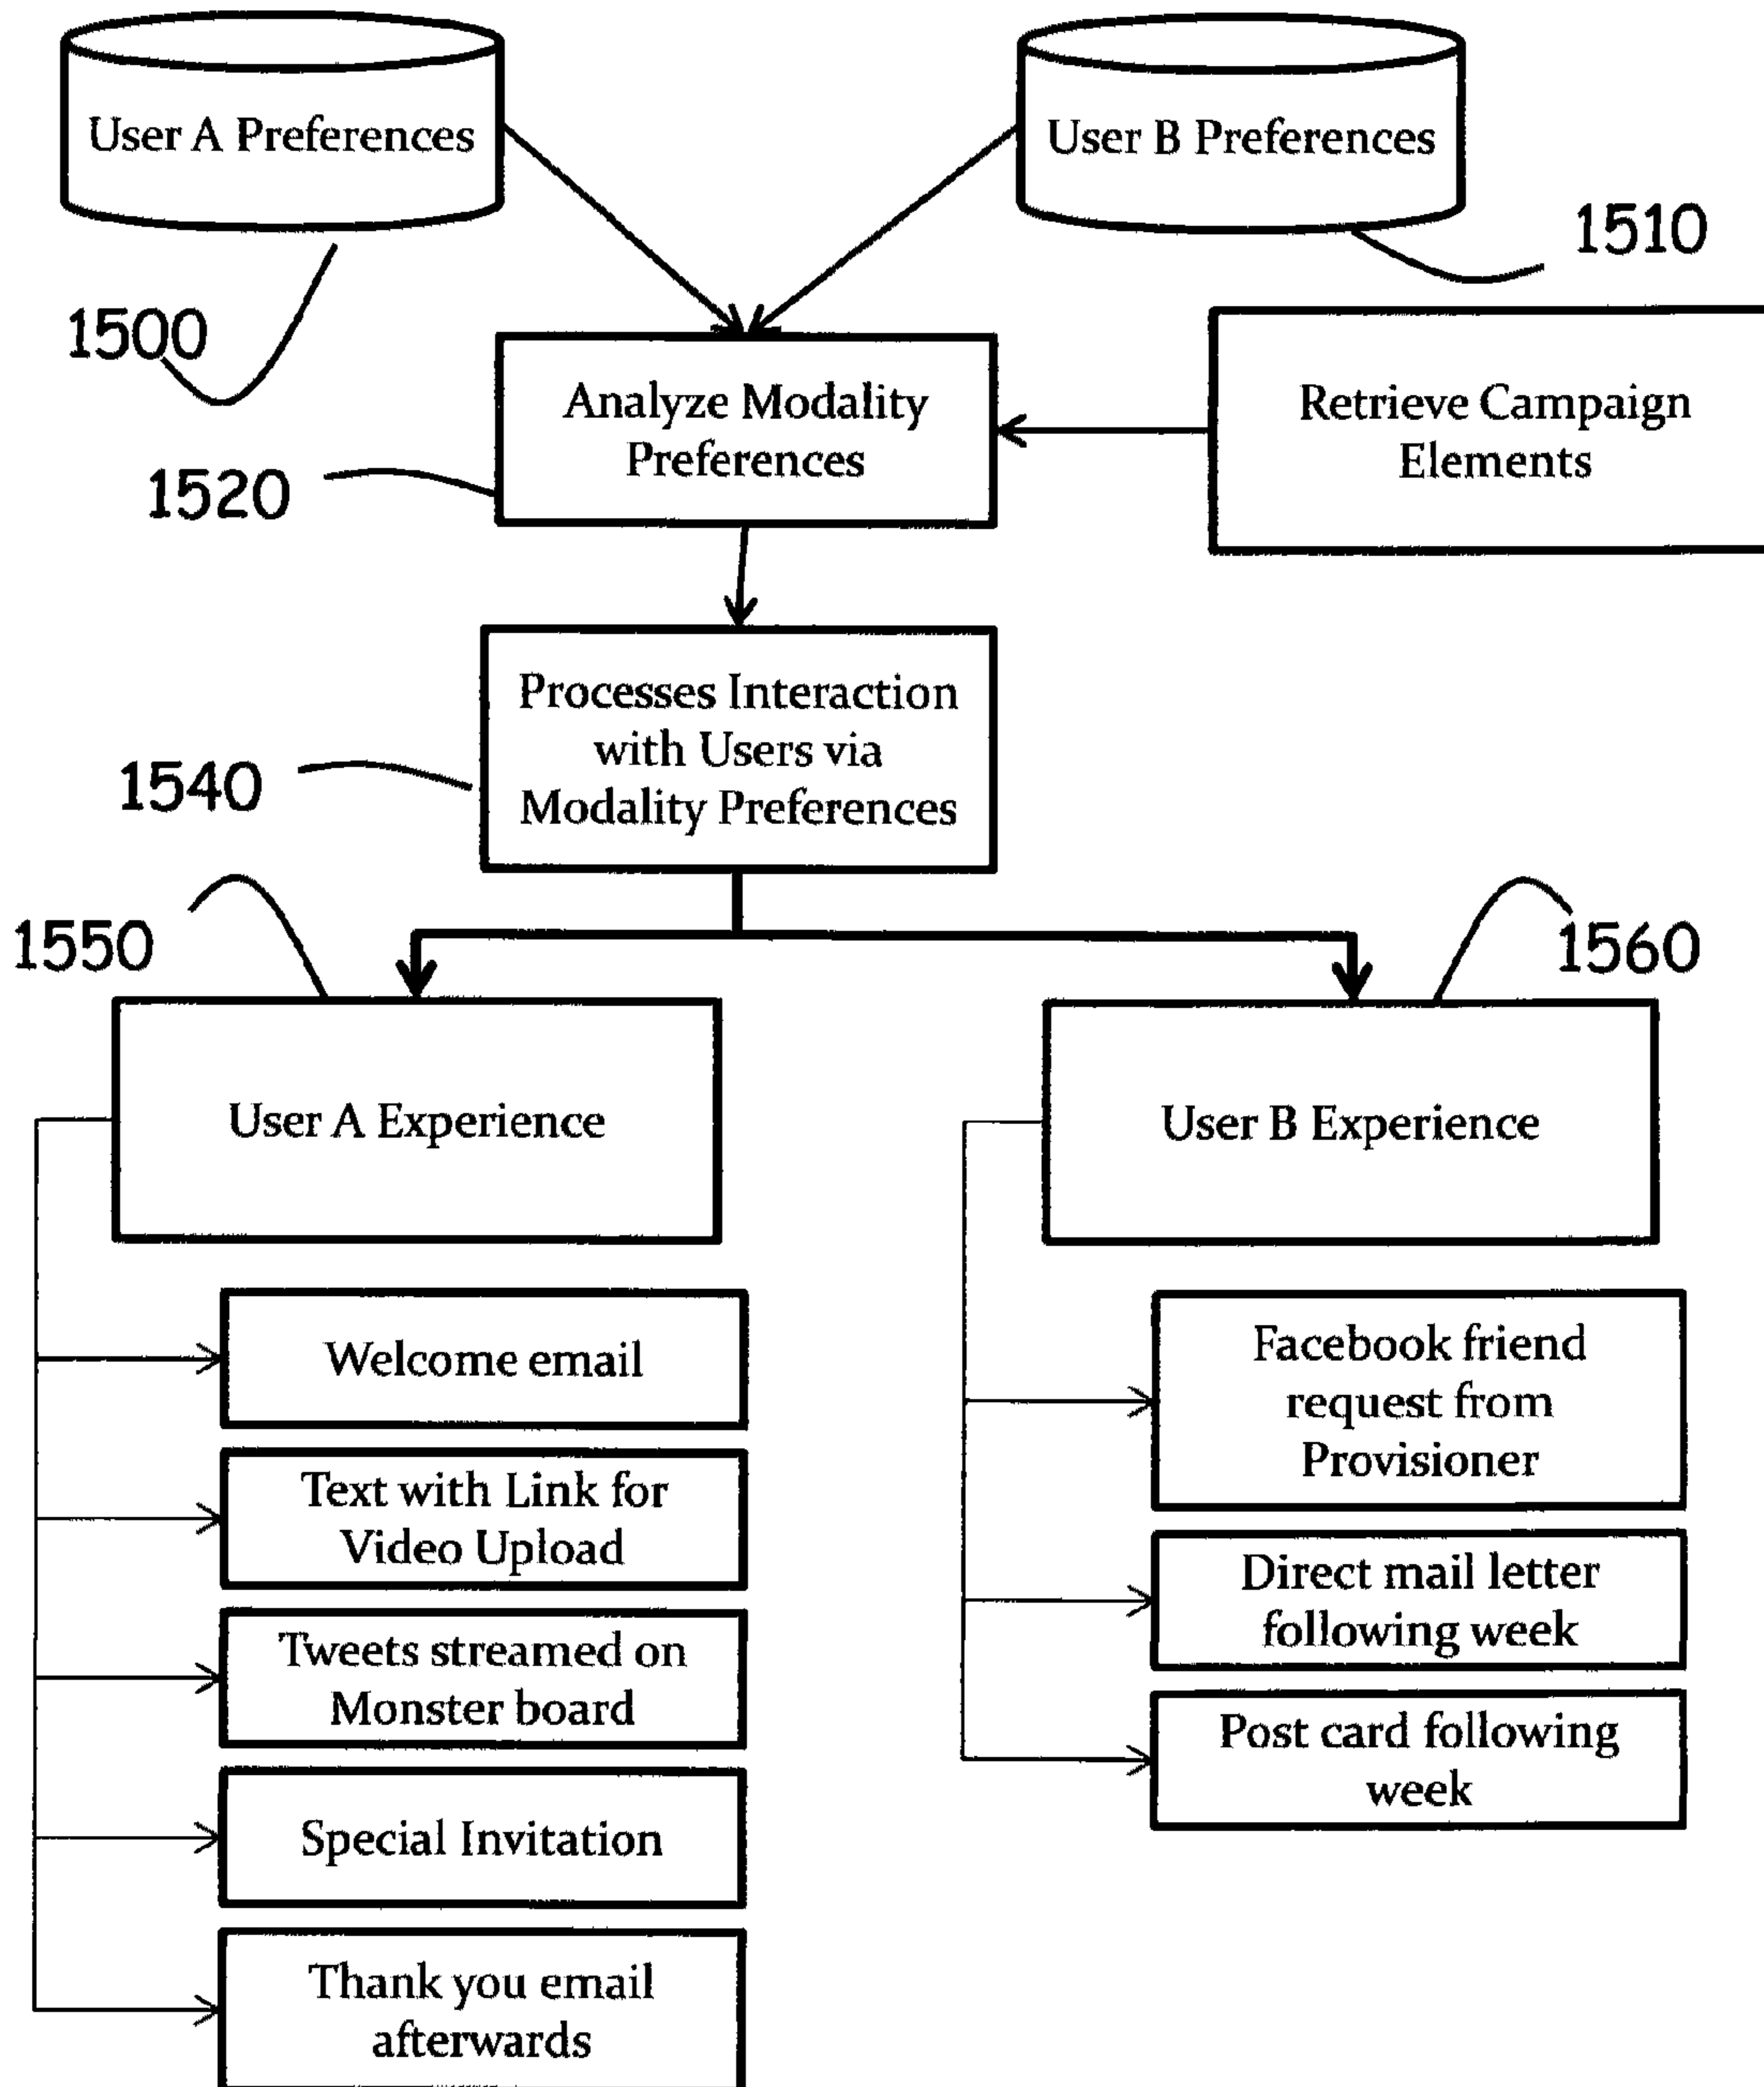 User A Preferences
User B Preferences
1510
1500
Analyze Modality
Preferences
Retrieve Campaign
Elements
1520
Processes Interaction
with Users via
Modality Preferences
1540
1550
1560
User A Experience
User B Experience
Welcome email
Text with Link for
Video Upload
Tweets streamed on
Monster board
Special Invitation
Thank you email
afterwards
Facebook friend
request from
Provisioner
Direct mail letter
following week
Post card following
week